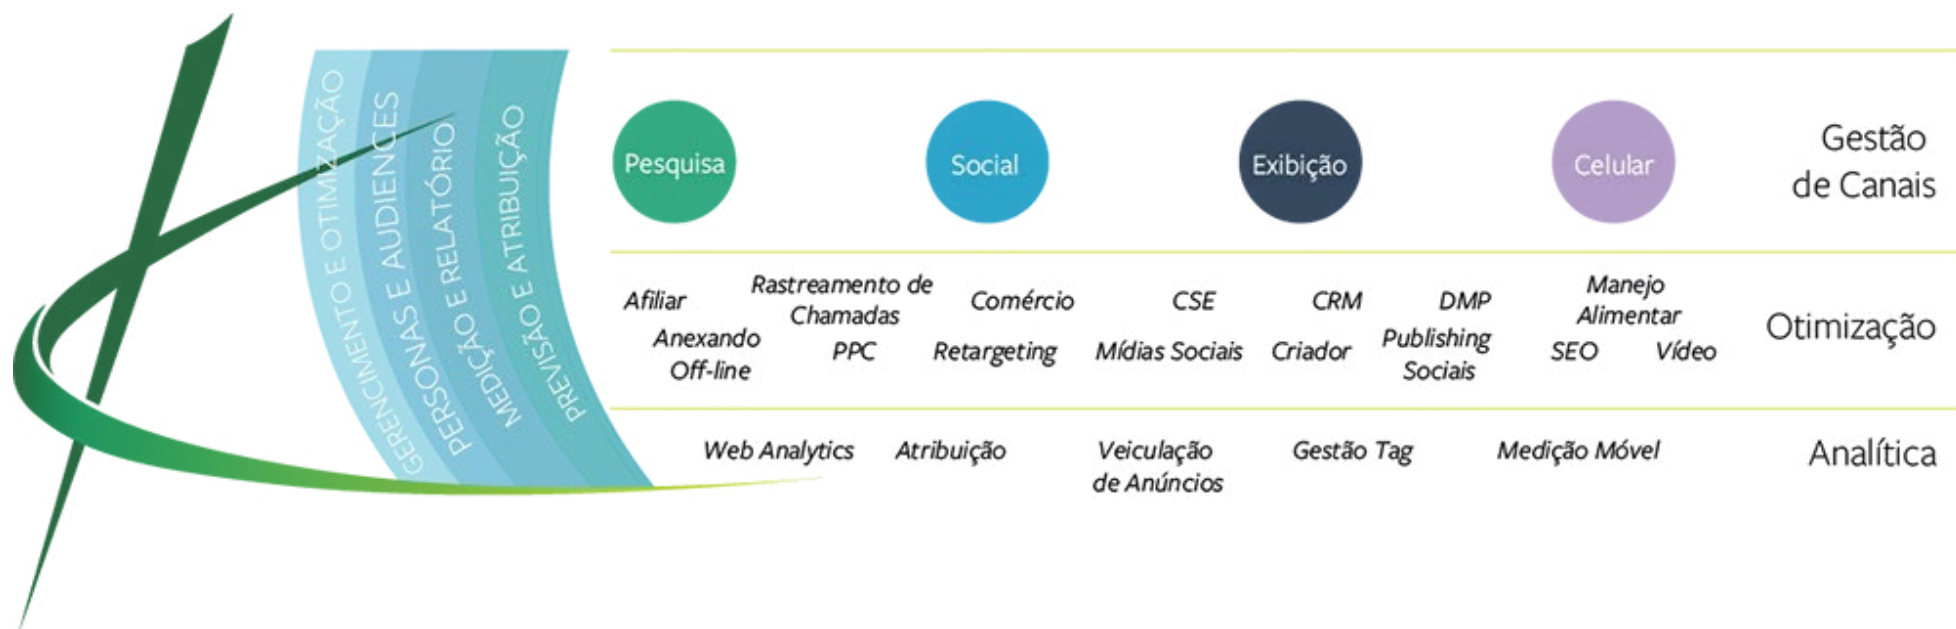 GERENCIMENTO E OTIMIZAÇÃO
PERSONAS E AUDIENCES
MEDIÇÃO E RELATÓRIO
PREVISÃO E ATRIBUIÇÃO
Pesquisa
Social
Exibição
Celular
Gestão
de Canais
Afiliar
Rastreamento de
Chamadas
Comércio
CSE
CRM
DMP
Manejo
Alimentar
Anexando
Off-line
PPC
Retargeting
Mídias Sociais
Criador
Publishing
Sociais
SEO
Vídeo
Otimização
Web Analytics
Atribuição
Veiculação
de Anúncios
Gestão Tag
Medição Móvel
Analítica